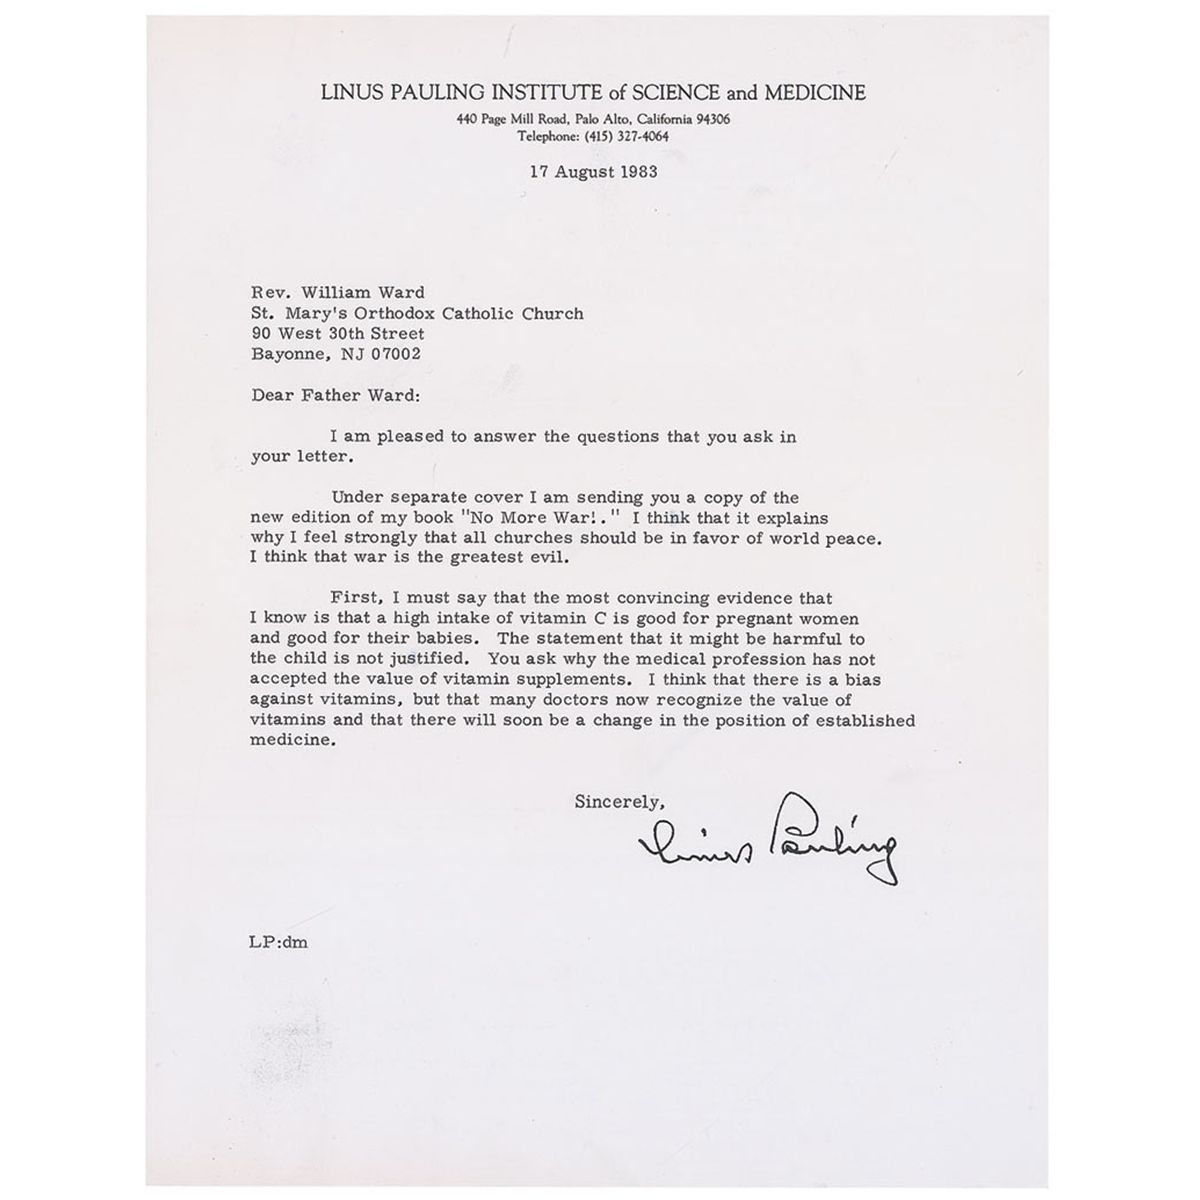 LINUS PAULING INSTITUTE of SCIENCE and MEDICINE
440 Page Mill Road, Palo Alto, California 94306
Telephone: (415) 327-4064
17 August 1983
Rev. William Ward
St. Mary's Orthodox Catholic Church
90 West 30th Street
Bayonne, NJ 07002
Dear Father Ward:
I am pleased to answer the questions that you ask in
your letter.
Under separate cover I am sending you a copy of the
new edition of my book "No More War!." I think that it explains
why I feel strongly that all churches should be in favor of world peace.
I think that war is the greatest evil.
First, I must say that the most convincing evidence that
I know is that a high intake of vitamin C is good for pregnant women
and good for their babies. The statement that it might be harmful to
the child is not justified. You ask why the medical profession has not
accepted the value of vitamin supplements. I think that there is a bias
against vitamins, but that many doctors now recognize the value of
vitamins and that there will soon be a change in the position of established
medicine.
Sincerely,
Linus Pauling
LP:dm